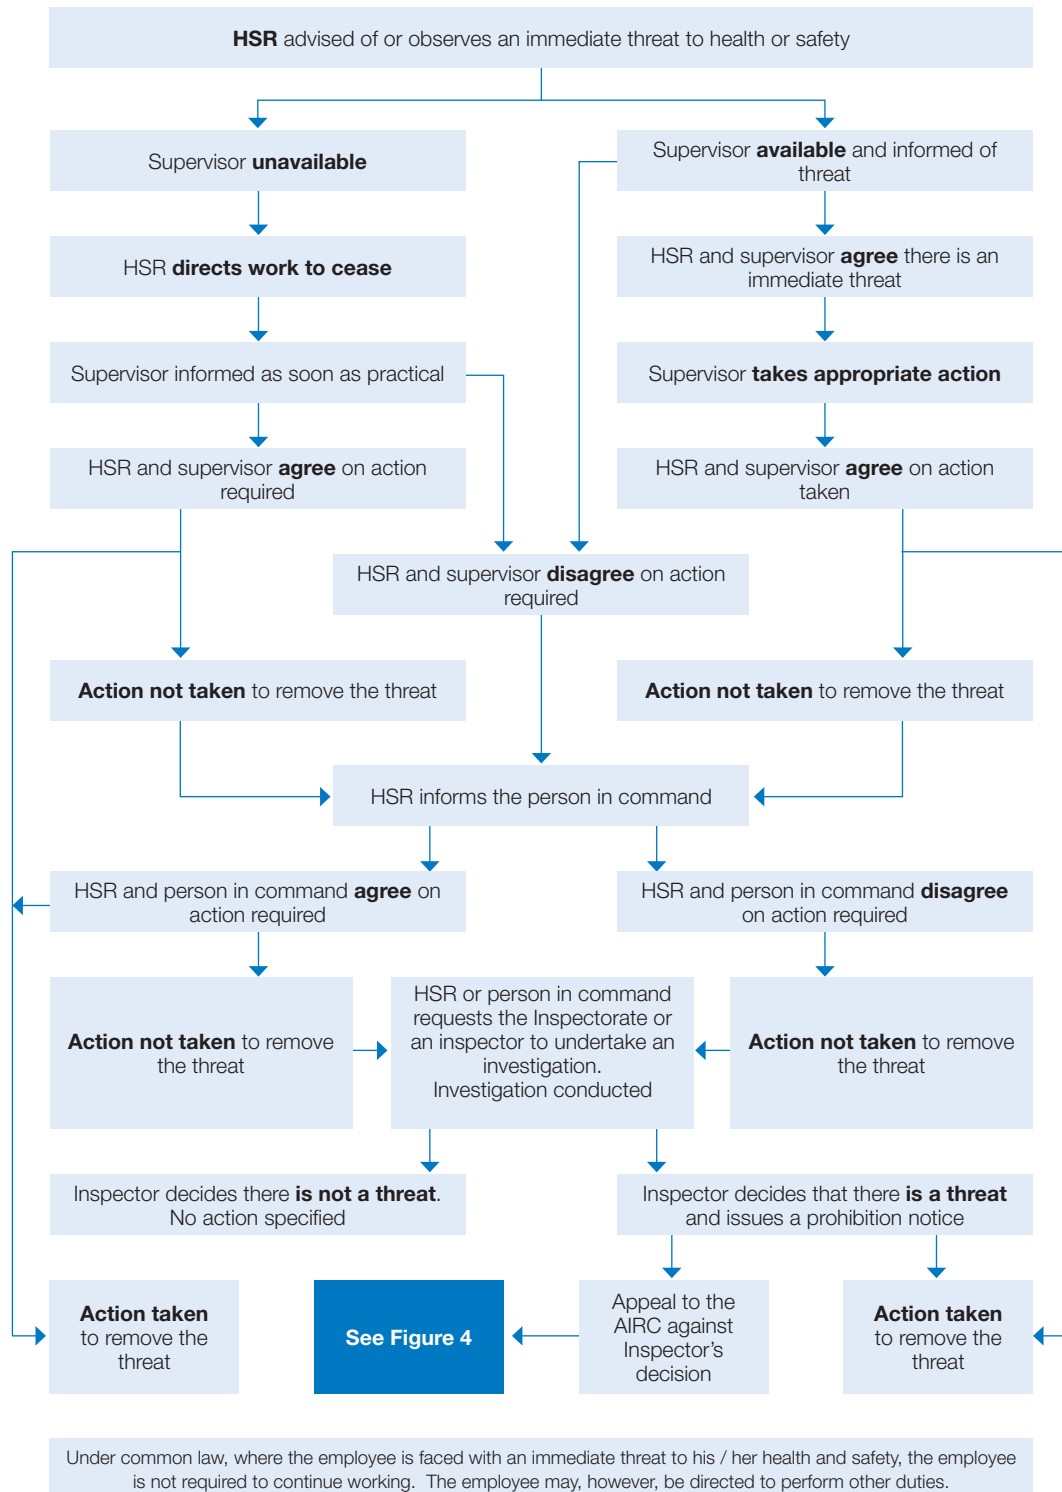 HSR advised of or observes an immediate threat to health or safety
Supervisor unavailable
Supervisor available and informed of
threat
HSR directs work to cease
HSR and supervisor agree there is an
immediate threat
Supervisor informed as soon as practical
Supervisor takes appropriate action
HSR and supervisor agree on action
required
HSR and supervisor agree on action
taken
HSR and supervisor disagree on action
required
Action not taken to remove the threat
Action not taken to remove the threat
HSR informs the person in command
HSR and person in command agree on
action required
HSR and person in command disagree
on action required
Action not taken to remove
the threat
HSR or person in command
requests the Inspectorate or
an inspector to undertake an
investigation.
Investigation conducted
Action not taken to remove
the threat
Inspector decides there is not a threat.
No action specified
Inspector decides that there is a threat
and issues a prohibition notice
Action taken
to remove the
threat
See Figure 4
Appeal to the
AIRC against
Inspector's
decision
Action taken
to remove the
threat
Under common law, where the employee is faced with an immediate threat to his / her health and safety, the employee
is not required to continue working. The employee may, however, be directed to perform other duties.